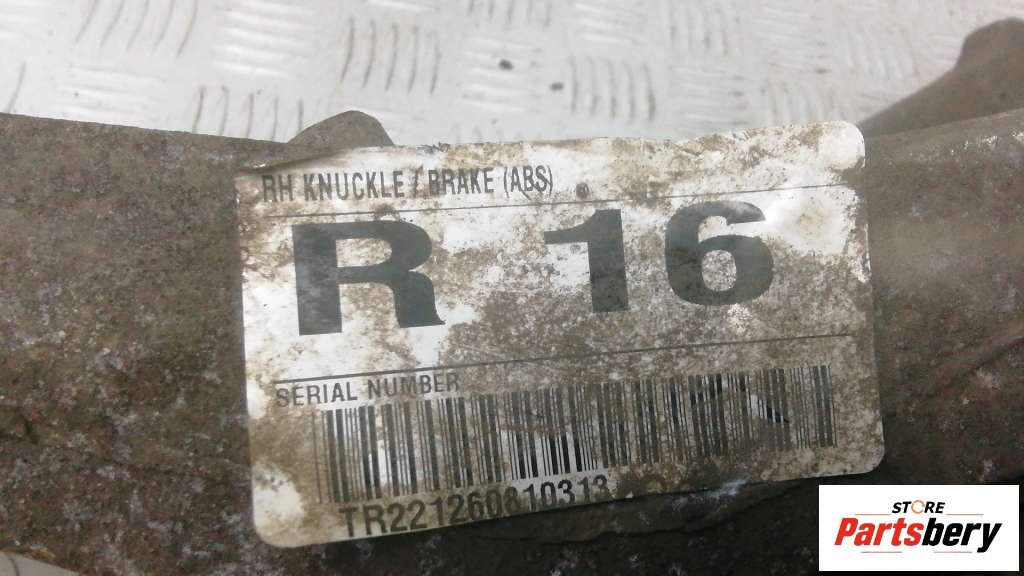 RH KNUCKLE / BRAKE (ABS)
R 16
SERIAL NUMBER
TR221260810313
STORE
Partsbery